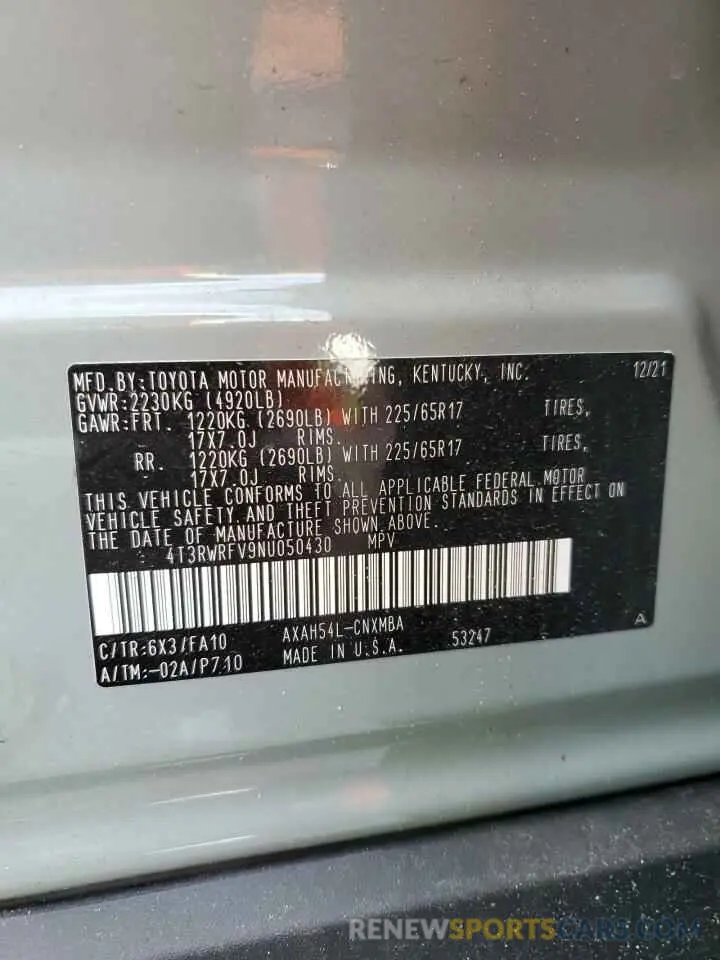 MFD.BY:TOYOTA MOTOR MANUFACTURING, KENTUCKY, INC. 12/21
GVWR:2230KG (4920LB)
GAWR:FRT. 1220KG (2690LB) WITH 225/65R17 TIRES,
17X7.0J RIMS.
RR. 1220KG (2690LB) WITH 225/65R17 TIRES,
17X7.0J RIMS.
THIS VEHICLE CONFORMS TO ALL APPLICABLE FEDERAL MOTOR
VEHICLE SAFETY AND THEFT PREVENTION STANDARDS IN EFFECT ON
THE DATE OF MANUFACTURE SHOWN ABOVE.
4T3RWRFV9NU050430 MPV
C/TR:6X3/FA10 AXAH54L-CNXMBA A
A/TM:-02A/P710 MADE IN U.S.A. 53247
RENEWSPORTSCARS.COM